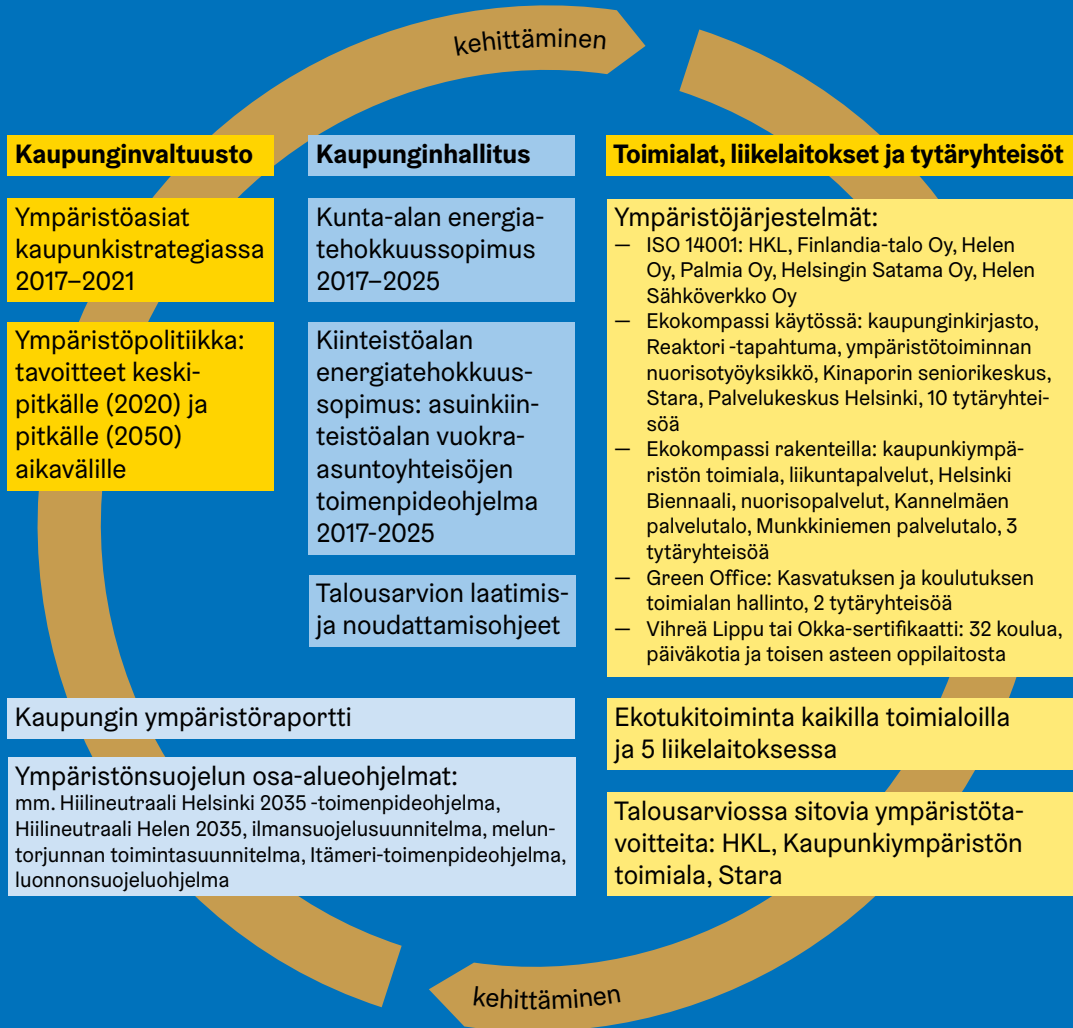 kehittäminen
Kaupunginvaltuusto
Ympäristöasiat
kaupunkistrategiassa
2017–2021
Ympäristöpolitiikka:
tavoitteet keski-
pitkälle (2020) ja
pitkälle (2050)
aikavälille
Kaupunginhallitus
Kunta-alan energia-
tehokkuussopimus
2017–2025
Kiinteistöalan
energiatehokkuus-
sopimus: asuinkiin-
teistöalan vuokra-
asuntoyhteisöjen
toimenpideohjelma
2017-2025
Talousarvion laatimis-
ja noudattamisohjeet
Kaupungin ympäristöraportti
Ympäristönsuojelun osa-alueohjelmat:
mm. Hiilineutraali Helsinki 2035 -toimenpideohjelma,
Hiilineutraali Helen 2035, ilmansuojelusuunnitelma, melun-
torjunnan toimintasuunnitelma, Itämeri-toimenpideohjelma,
luonnonsuojeluohjelma
Toimialat, liikelaitokset ja tytäryhteisöt
Ympäristöjärjestelmät:
— ISO 14001: HKL, Finlandia-talo Oy, Helen
Oy, Palmia Oy, Helsingin Satama Oy, Helen
Sähköverkko Oy
— Ekokompassi käytössä: kaupunginkirjasto,
Reaktori -tapahtuma, ympäristötoiminnan
nuorisotyöyksikkö, Kinaporin seniorikeskus,
Stara, Palvelukeskus Helsinki, 10 tytäryhtei-
söä
— Ekokompassi rakenteilla: kaupunkiympä-
ristön toimiala, liikuntapalvelut, Helsinki
Biennaali, nuorisopalvelut, Kannelmäen
palvelutalo, Munkkiniemen palvelutalo, 3
tytäryhteisöä
— Green Office: Kasvatuksen ja koulutuksen
toimialan hallinto, 2 tytäryhteisöä
— Vihreä Lippu tai Okka-sertifikaatti: 32 koulua,
päiväkotia ja toisen asteen oppilaitosta
Ekotukitoiminta kaikilla toimialoilla
ja 5 liikelaitoksessa
Talousarviossa sitovia ympäristöta-
voitteita: HKL, Kaupunkiympäristön
toimiala, Stara
kehittäminen